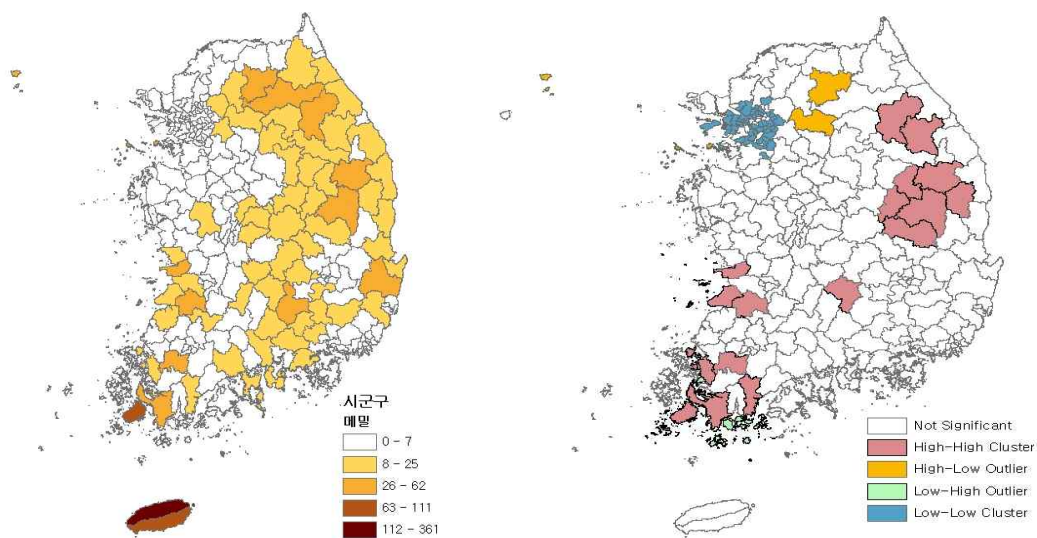 시군구
메밀
0 - 7
8 - 25
26 - 62
63 - 111
112 - 361
Not Significant
High-High Cluster
High-Low Outlier
Low-High Outlier
Low-Low Cluster